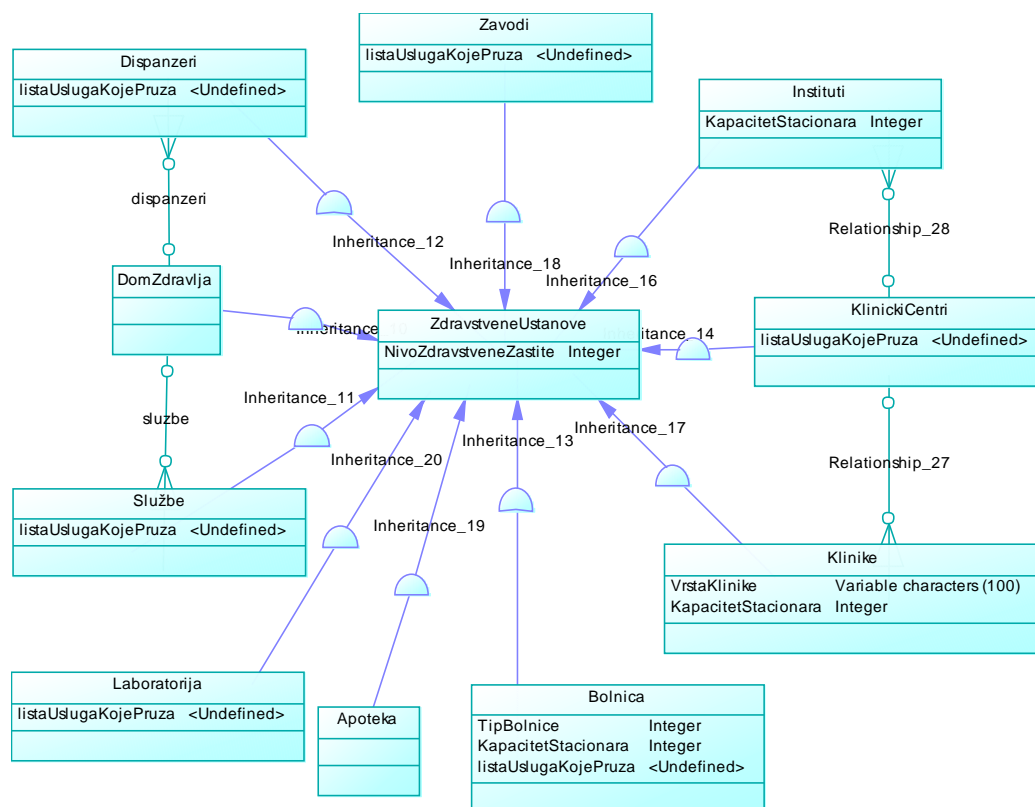 Zavodi
listaUslugaKojePruza <Undefined>
Dispanzeri
listaUslugaKojePruza <Undefined>
Instituti
KapacitetStacionara Integer
dispanzeri
Inheritance_12
Inheritance_18
Inheritance_16
Relationship_28
DomZdravlja
ZdravstveneUstanove
NivoZdravstveneZastite Integer
Inheritance_14
KlinickiCentri
listaUslugaKojePruza <Undefined>
sluzbe
Inheritance_11
Inheritance_20
Inheritance_13
Inheritance_17
Relationship_27
Službe
listaUslugaKojePruza <Undefined>
Inheritance_19
Klinike
VrstaKlinike Variable characters (100)
KapacitetStacionara Integer
Laboratorija
listaUslugaKojePruza <Undefined>
Apoteka
Bolnica
TipBolnice Integer
KapacitetStacionara Integer
listaUslugaKojePruza <Undefined>